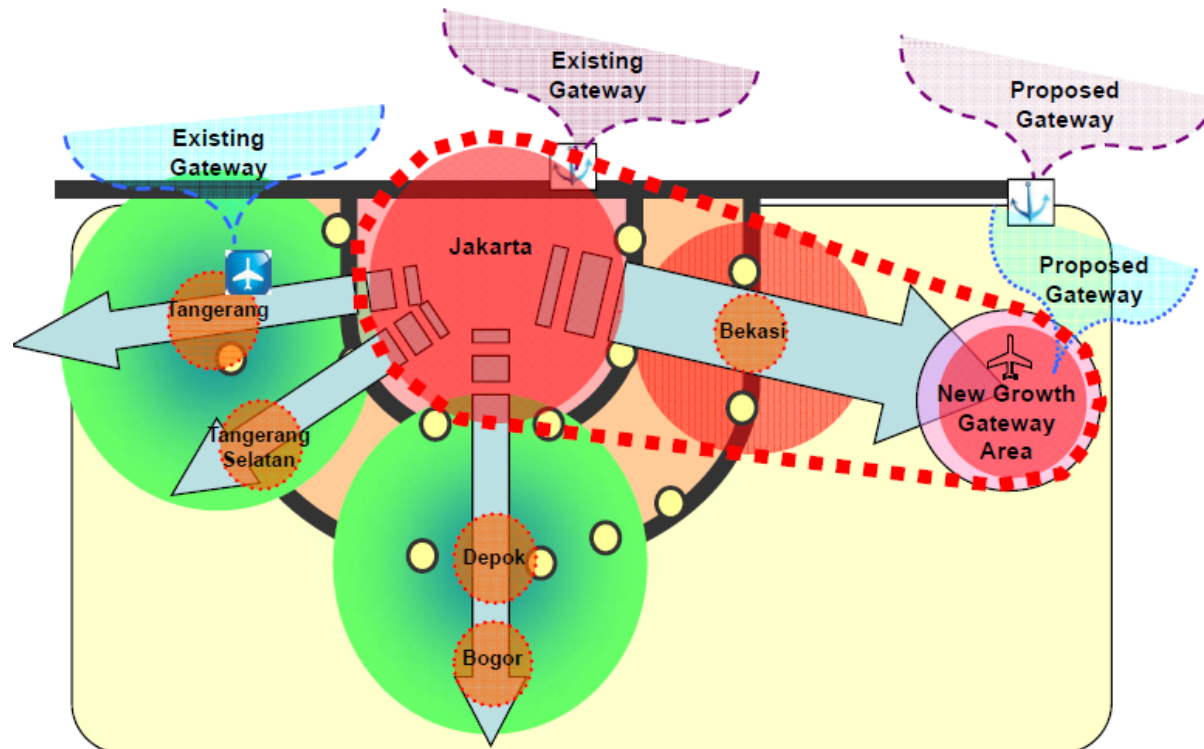 Existing
Gateway
Existing
Gateway
Proposed
Gateway
Jakarta
Proposed
Gateway
Tangerang
Bekasi
New Growth
Gateway
Area
Tangerang
Selatan
Depok
Bogor